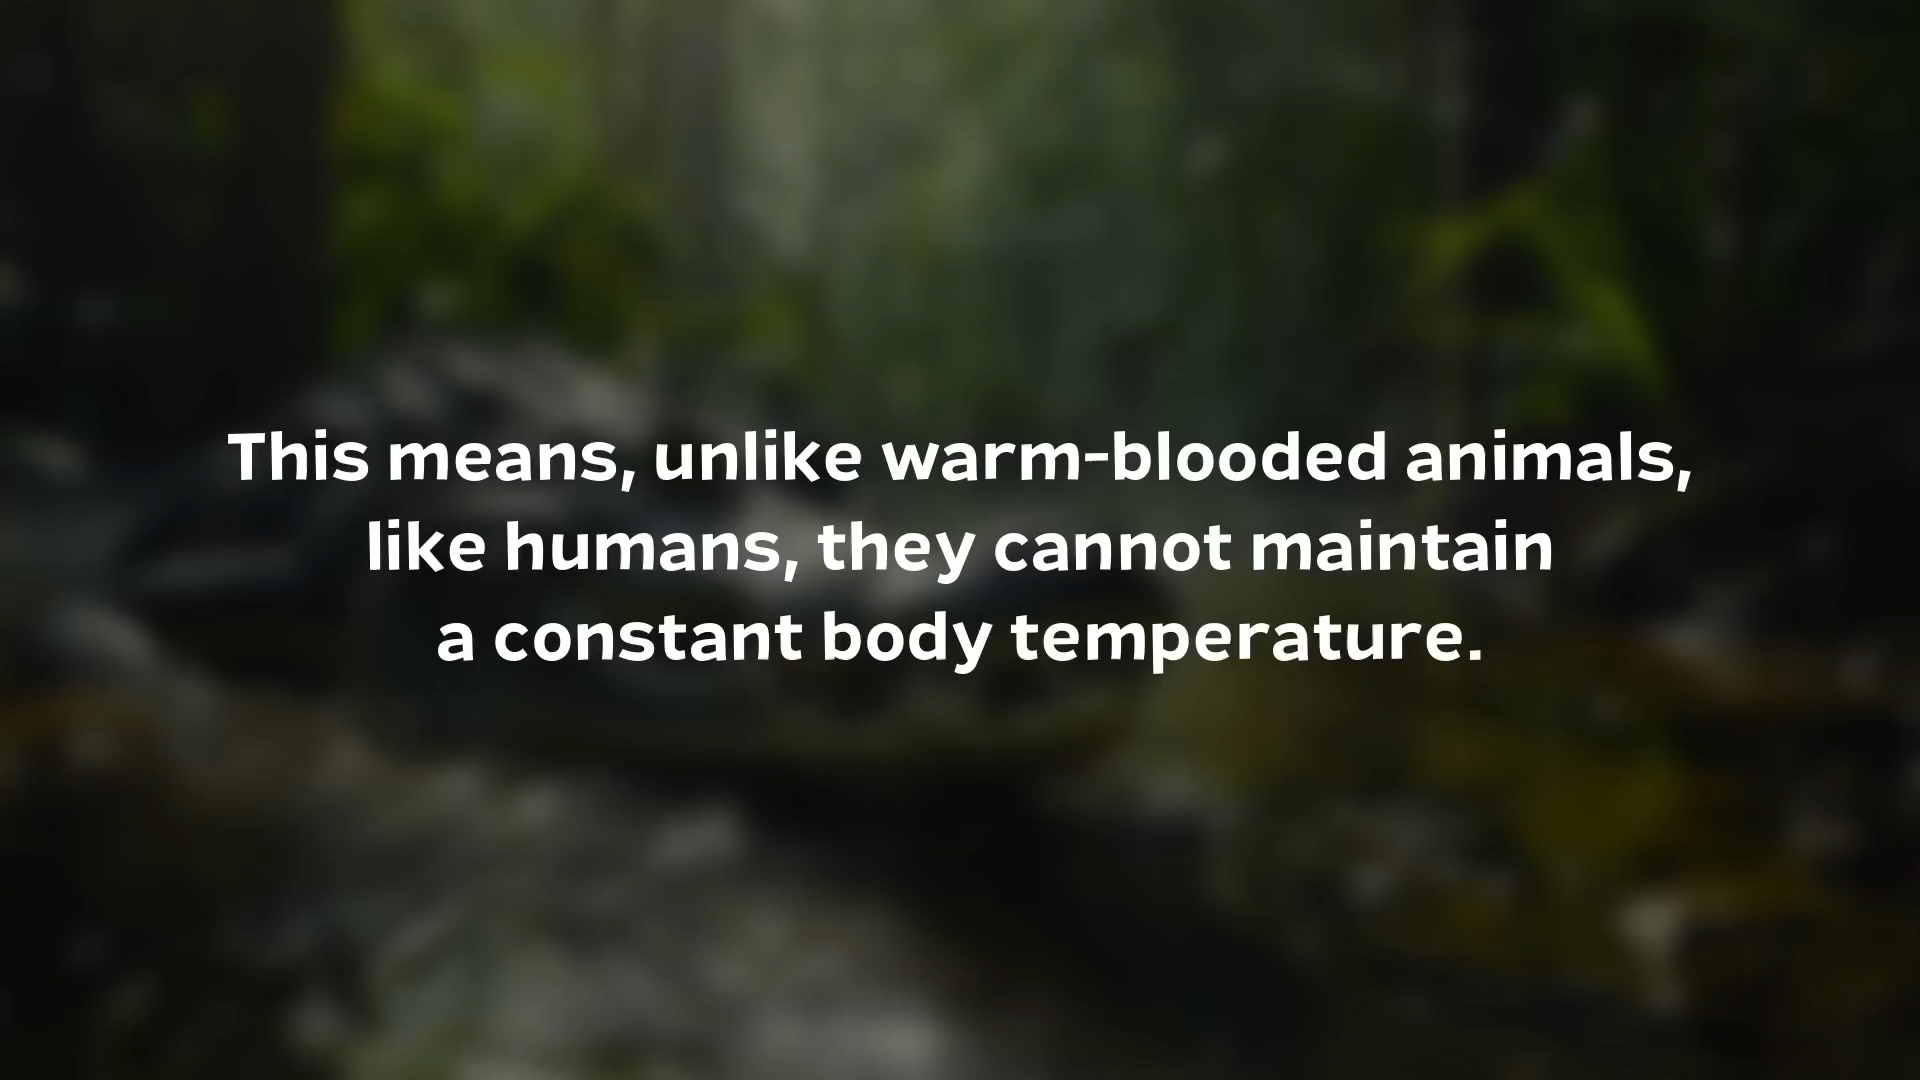 This means, unlike warm-blooded animals,
like humans, they cannot maintain
a constant body temperature.